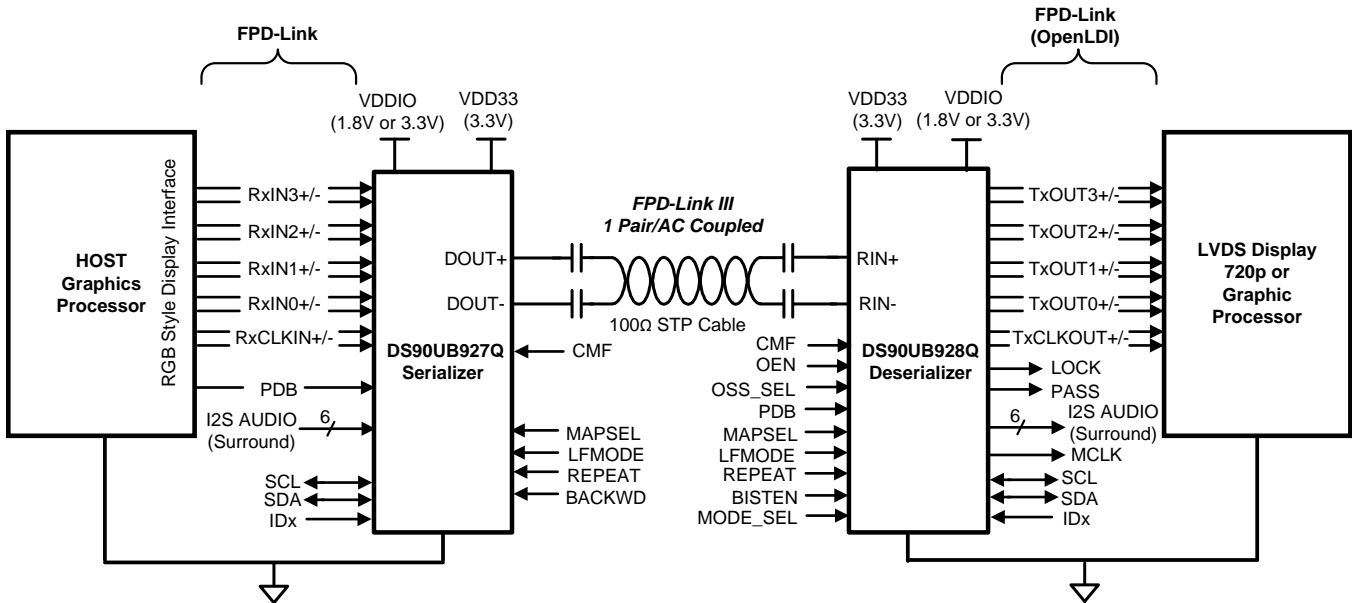 FPD-Link
FPD-Link
(OpenLDI)
VDDIO
(1.8V or 3.3V)
VDD33
(3.3V)
VDD33
(3.3V)
VDDIO
(1.8V or 3.3V)
HOST
Graphics
Processor
RGB Style Display Interface
RxIN3+/-
RxIN2+/-
RxIN1+/-
RxIN0+/-
RxCLKIN+/-
PDB
I2S AUDIO
(Surround)
6
SCL
SDA
IDx
DOUT+
DOUT-
DS90UB927Q
Serializer
FPD-Link III
1 Pair/AC Coupled
100Ω STP Cable
CMF
MAPSEL
LFMODE
REPEAT
BACKWD
CMF
OEN
OSS_SEL
PDB
MAPSEL
LFMODE
REPEAT
BISTEN
MODE_SEL
RIN+
RIN-
DS90UB928Q
Deserializer
TxOUT3+/-
TxOUT2+/-
TxOUT1+/-
TxOUT0+/-
TxCLKOUT+/-
LOCK
PASS
6
I2S AUDIO
(Surround)
MCLK
SCL
SDA
IDx
LVDS Display
720p or
Graphic
Processor